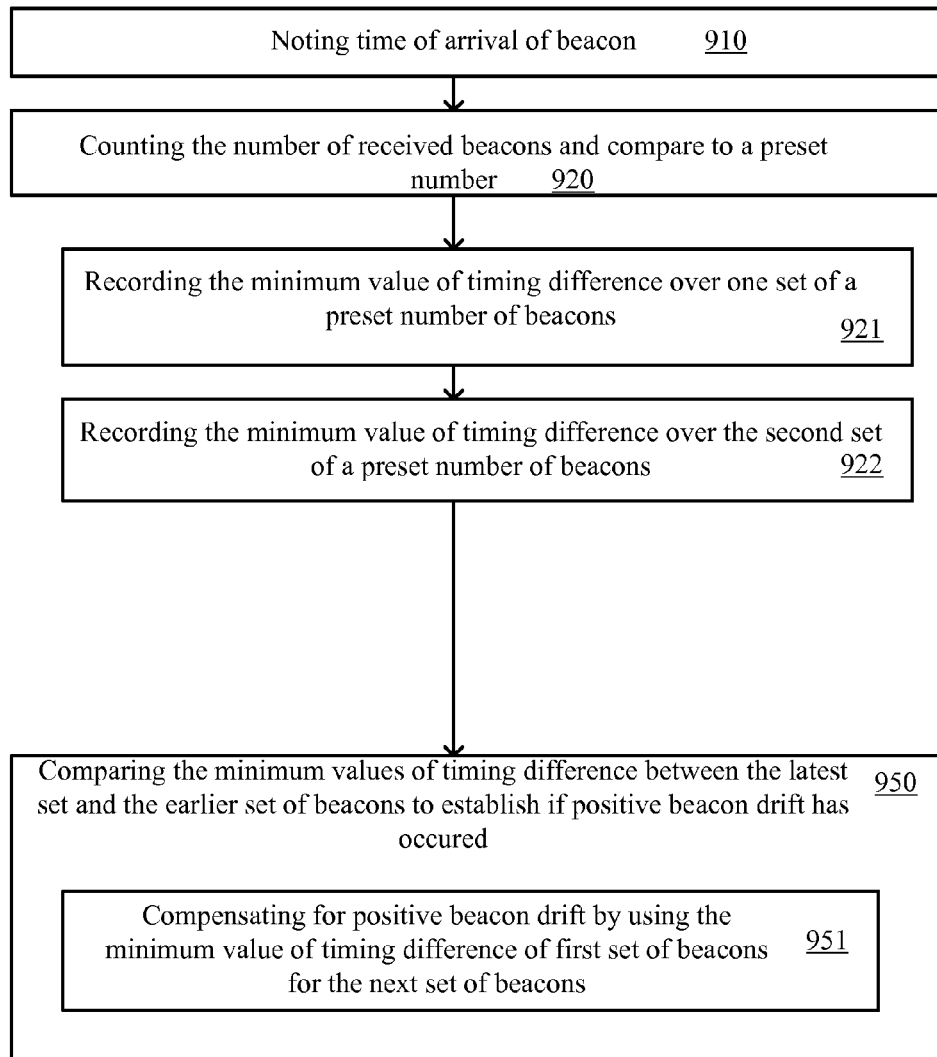 Noting time of arrival of beacon 910
Counting the number of received beacons and compare to a preset
number 920
Recording the minimum value of timing difference over one set of a
preset number of beacons
921
Recording the minimum value of timing difference over the second set
of a preset number of beacons 922
Comparing the minimum values of timing difference between the latest 950
set and the earlier set of beacons to establish if positive beacon drift has
occured
Compensating for positive beacon drift by using the
minimum value of timing difference of first set of beacons 951
for the next set of beacons